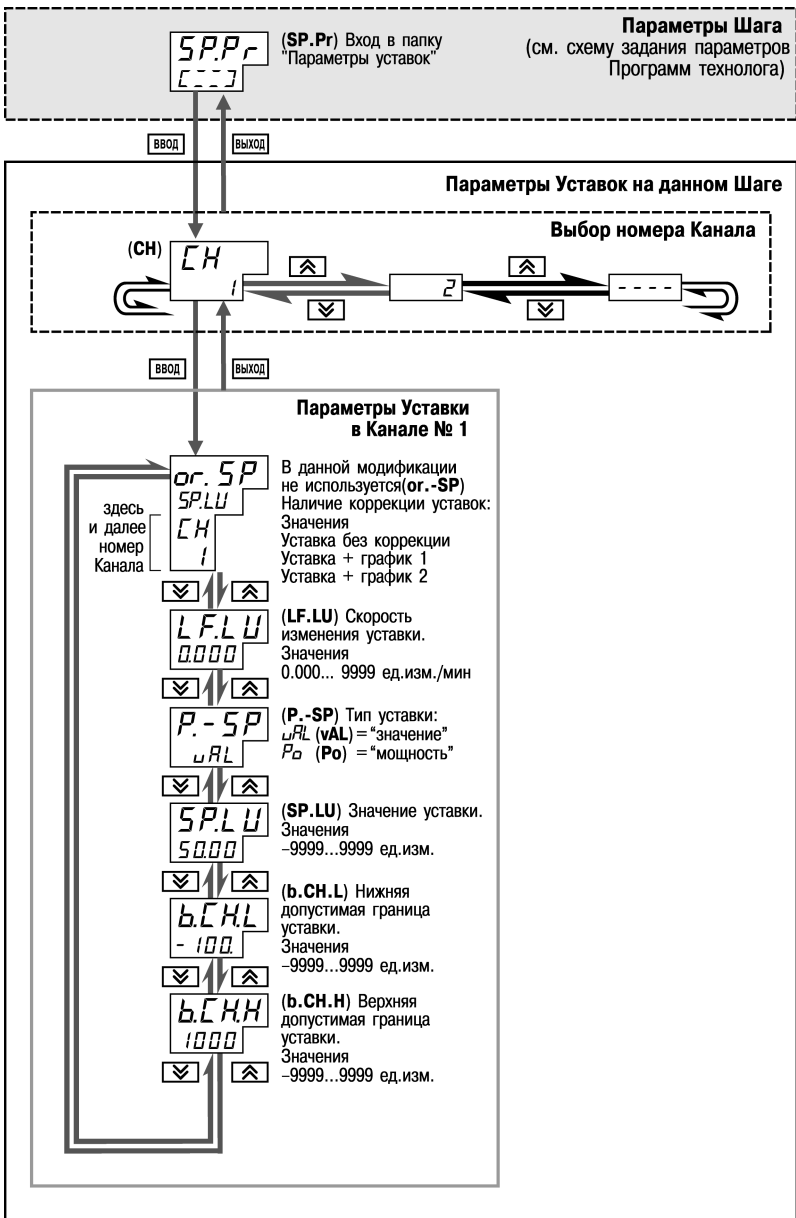 Параметры Шага
(см. схему задания параметров
Программ технолога)
SP.Pr
[---]
(SP.Pr) Вход в папку
"Параметры уставок"
ВВОД
ВЫХОД
Параметры Уставок на данном Шаге
Выбор номера Канала
(CH)
CH
1
2
----
ВВОД
ВЫХОД
Параметры Уставки
в Канале № 1
or. SP
SP.LU
CH
1
здесь
и далее
номер
Канала
В данной модификации
не используется(or.-SP)
Наличие коррекции уставок:
Значения
Уставка без коррекции
Уставка + график 1
Уставка + график 2
LF.LU
0.000
(LF.LU) Скорость
изменения уставки.
Значения
0.000... 9999 ед.изм./мин
P.-SP
vAL
(P.-SP) Тип уставки:
vAL (vAL) = “значение”
Po (Po) = “мощность”
SP.LU
50.00
(SP.LU) Значение уставки.
Значения
–9999...9999 ед.изм.
b.CH.L
-100.
(b.CH.L) Нижняя
допустимая граница
уставки.
Значения
–9999...9999 ед.изм.
b.CH.H
1000
(b.CH.H) Верхняя
допустимая граница
уставки.
Значения
–9999...9999 ед.изм.